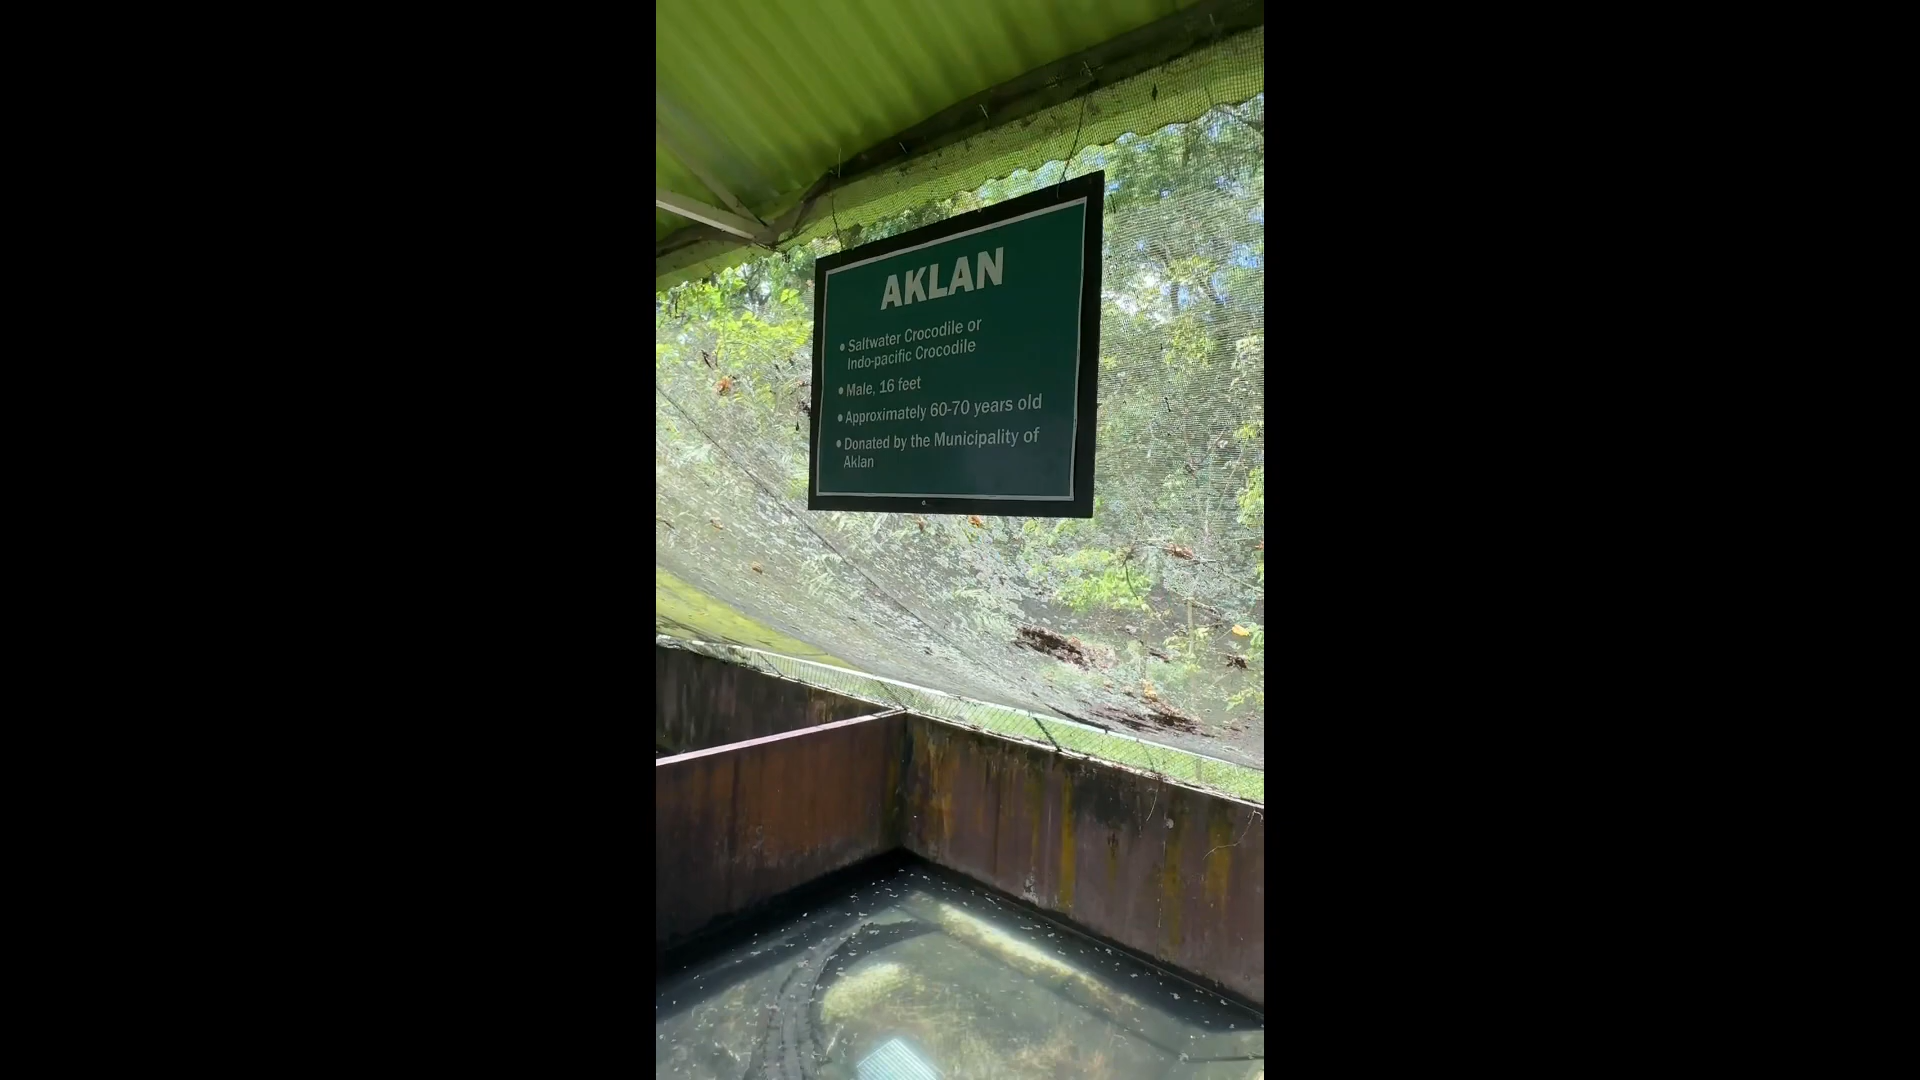 AKLAN
• Saltwater Crocodile or
Indo-pacific Crocodile
• Male, 16 feet
• Approximately 60-70 years old
• Donated by the Municipality of
Aklan